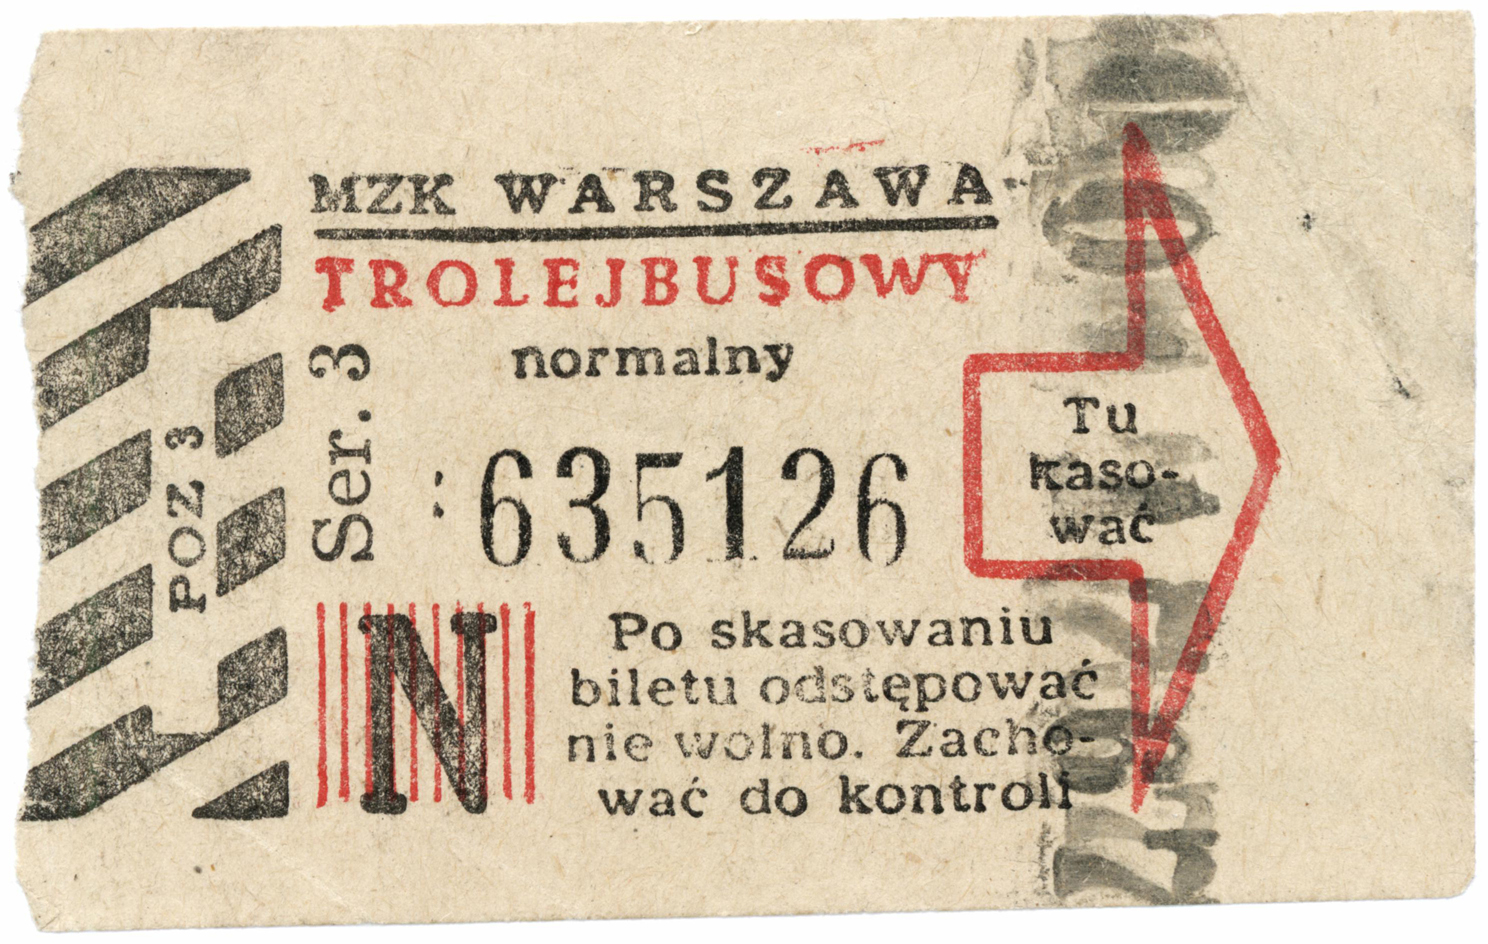 MZK WARSZAWA
TROLEJBUSOWY
normalny
POZ 3
Ser. 3
635126
Tu
kaso-
wać
N
Po skasowaniu
biletu odstępować
nie wolno. Zacho-
wać do kontroli